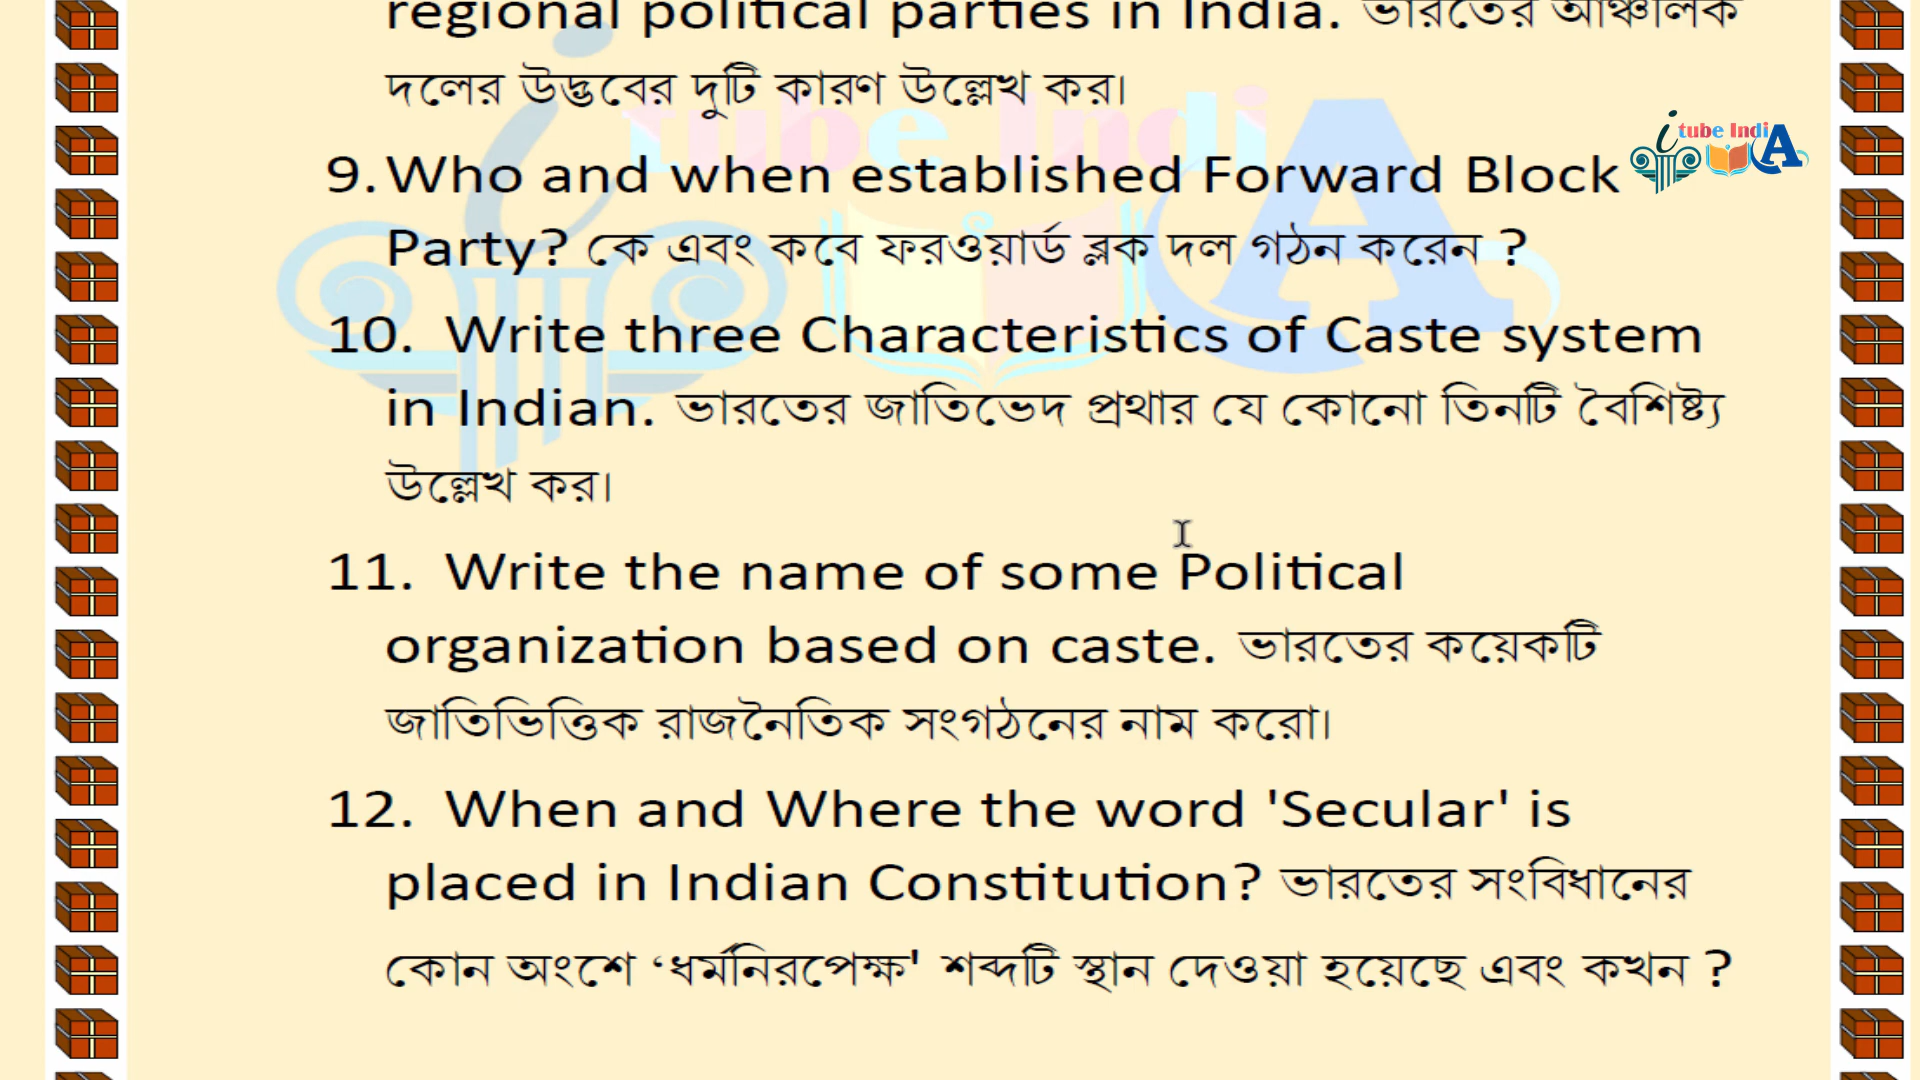 regional political parties in India. ভারতের আঞ্চলিক
দলের উদ্ভবের দুটি কারণ উল্লেখ কর।
9. Who and when established Forward Block
Party? কে এবং কবে ফরওয়ার্ড ব্লক দল গঠন করেন ?
10. Write three Characteristics of Caste system
in Indian. ভারতের জাতিভেদ প্রথার যে কোনো তিনটি বৈশিষ্ট্য
উল্লেখ কর।
11. Write the name of some Political
organization based on caste. ভারতের কয়েকটি
জাতিভিত্তিক রাজনৈতিক সংগঠনের নাম করো।
12. When and Where the word 'Secular' is
placed in Indian Constitution? ভারতের সংবিধানের
কোন অংশে ‘ধর্মনিরপেক্ষ' শব্দটি স্থান দেওয়া হয়েছে এবং কখন ?
i tube IndiA